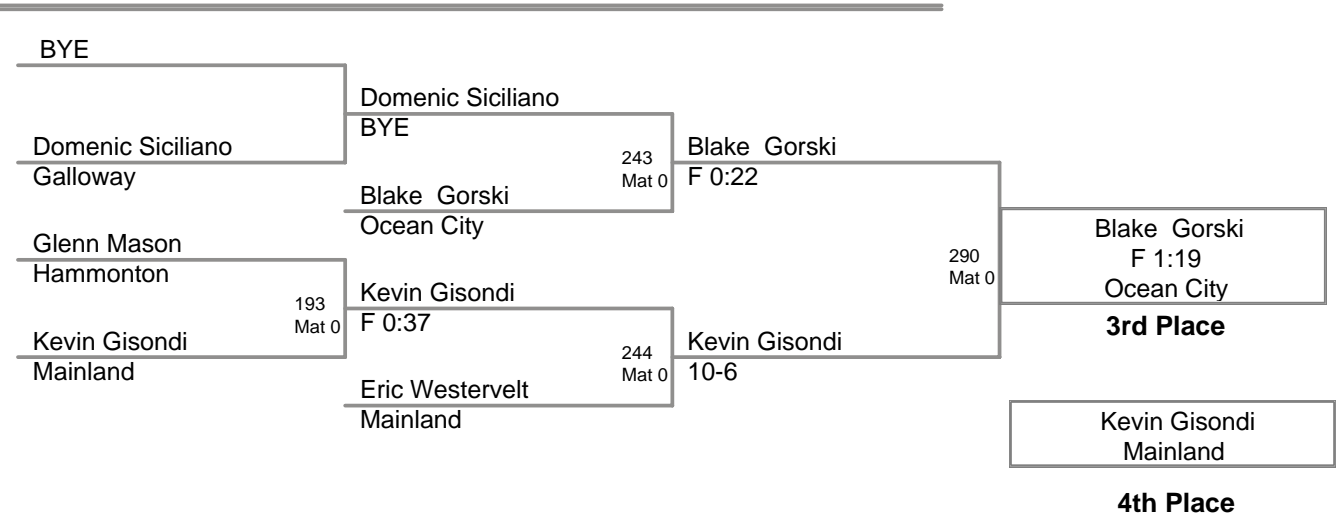 BYE
Domenic Siciliano
BYE
Domenic Siciliano
Galloway
243
Mat 0
Blake  Gorski
F 0:22
Blake  Gorski
Ocean City
Glenn Mason
Hammonton
290
Mat 0
Blake  Gorski
F 1:19
Ocean City
3rd Place
193
Mat 0
Kevin Gisondi
F 0:37
Kevin Gisondi
Mainland
244
Mat 0
Kevin Gisondi
10-6
Eric Westervelt
Mainland
Kevin Gisondi
Mainland
4th Place